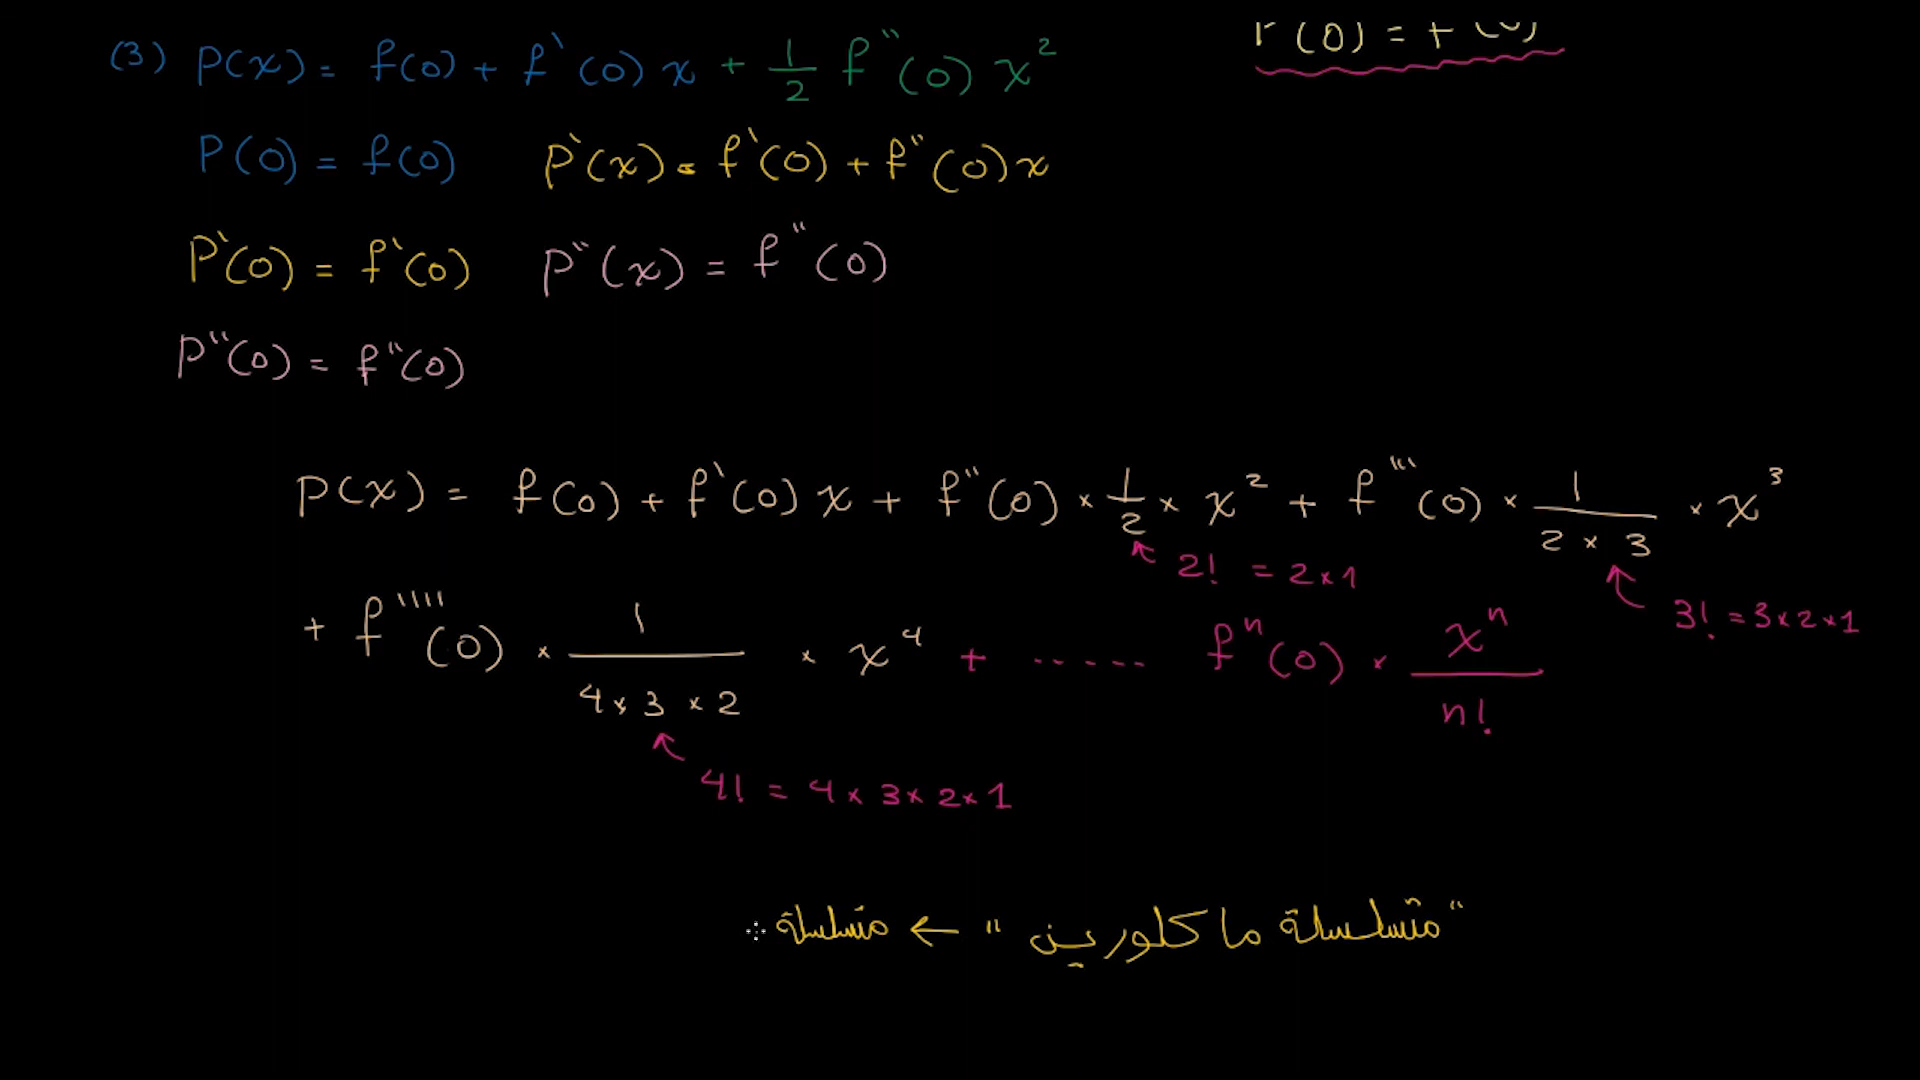 P(0) = f(0)
(3) P(x) = f(0) + f`(0) x + 1/2 f``(0) x²
P(0) = f(0) P`(x) = f`(0) + f``(0) x
P`(0) = f`(0) P``(x) = f``(0)
P``(0) = f``(0)
P(x) = f(0) + f`(0) x + f``(0) × 1/2 × x² + f```(0) × 1/(2 × 3) × x³
2! = 2×1
3! = 3×2×1
+ f````(0) × 1/(4 × 3 × 2) × x⁴ + ...... fⁿ(0) × xⁿ/n!
4! = 4 × 3 × 2 × 1
"متسلسلة ماكلورين" ← متسلسلة